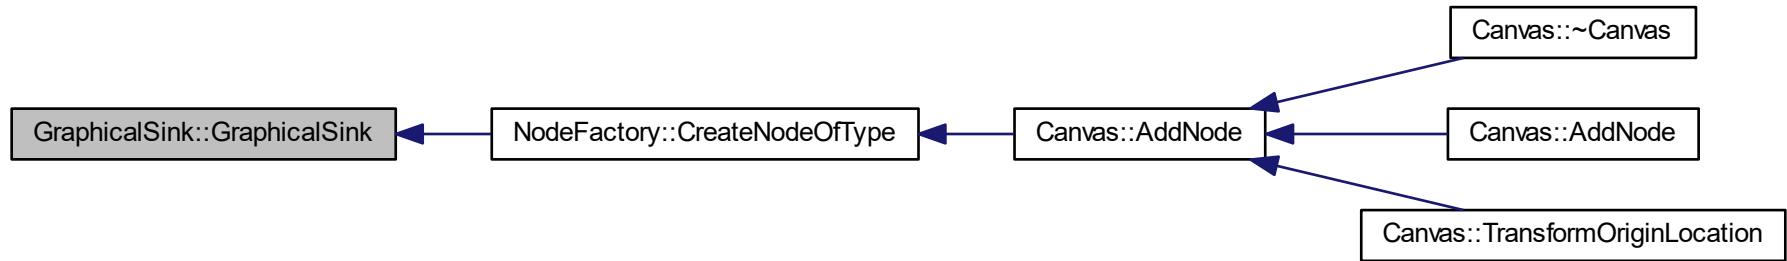 Canvas::~Canvas
GraphicalSink::GraphicalSink
NodeFactory::CreateNodeOfType
Canvas::AddNode
Canvas::AddNode
Canvas::TransformOriginLocation